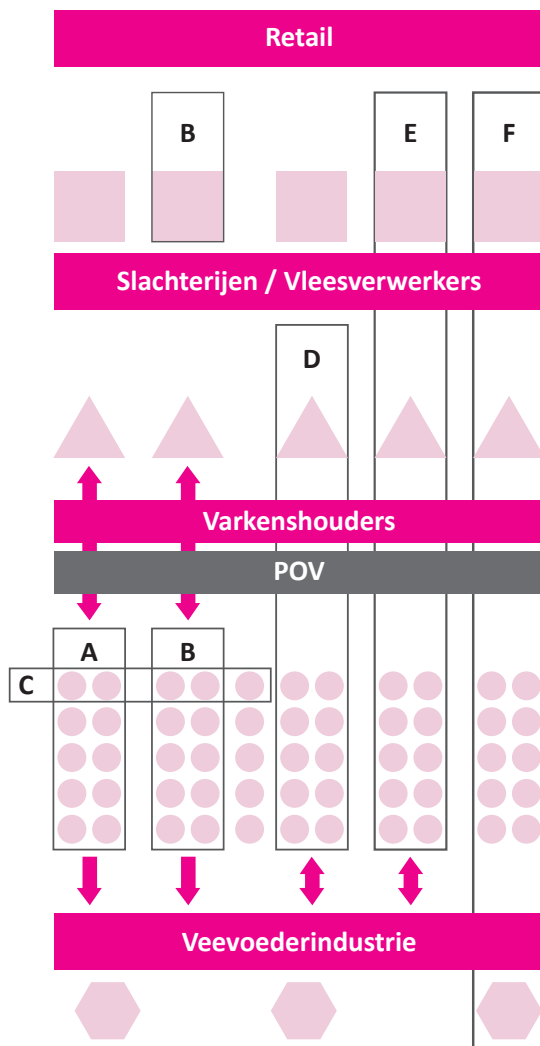 Retail
B
E
F
Slachterijen / Vleesverwerkers
D
Varkenshouders
POV
A
B
C
Veevoederindustrie